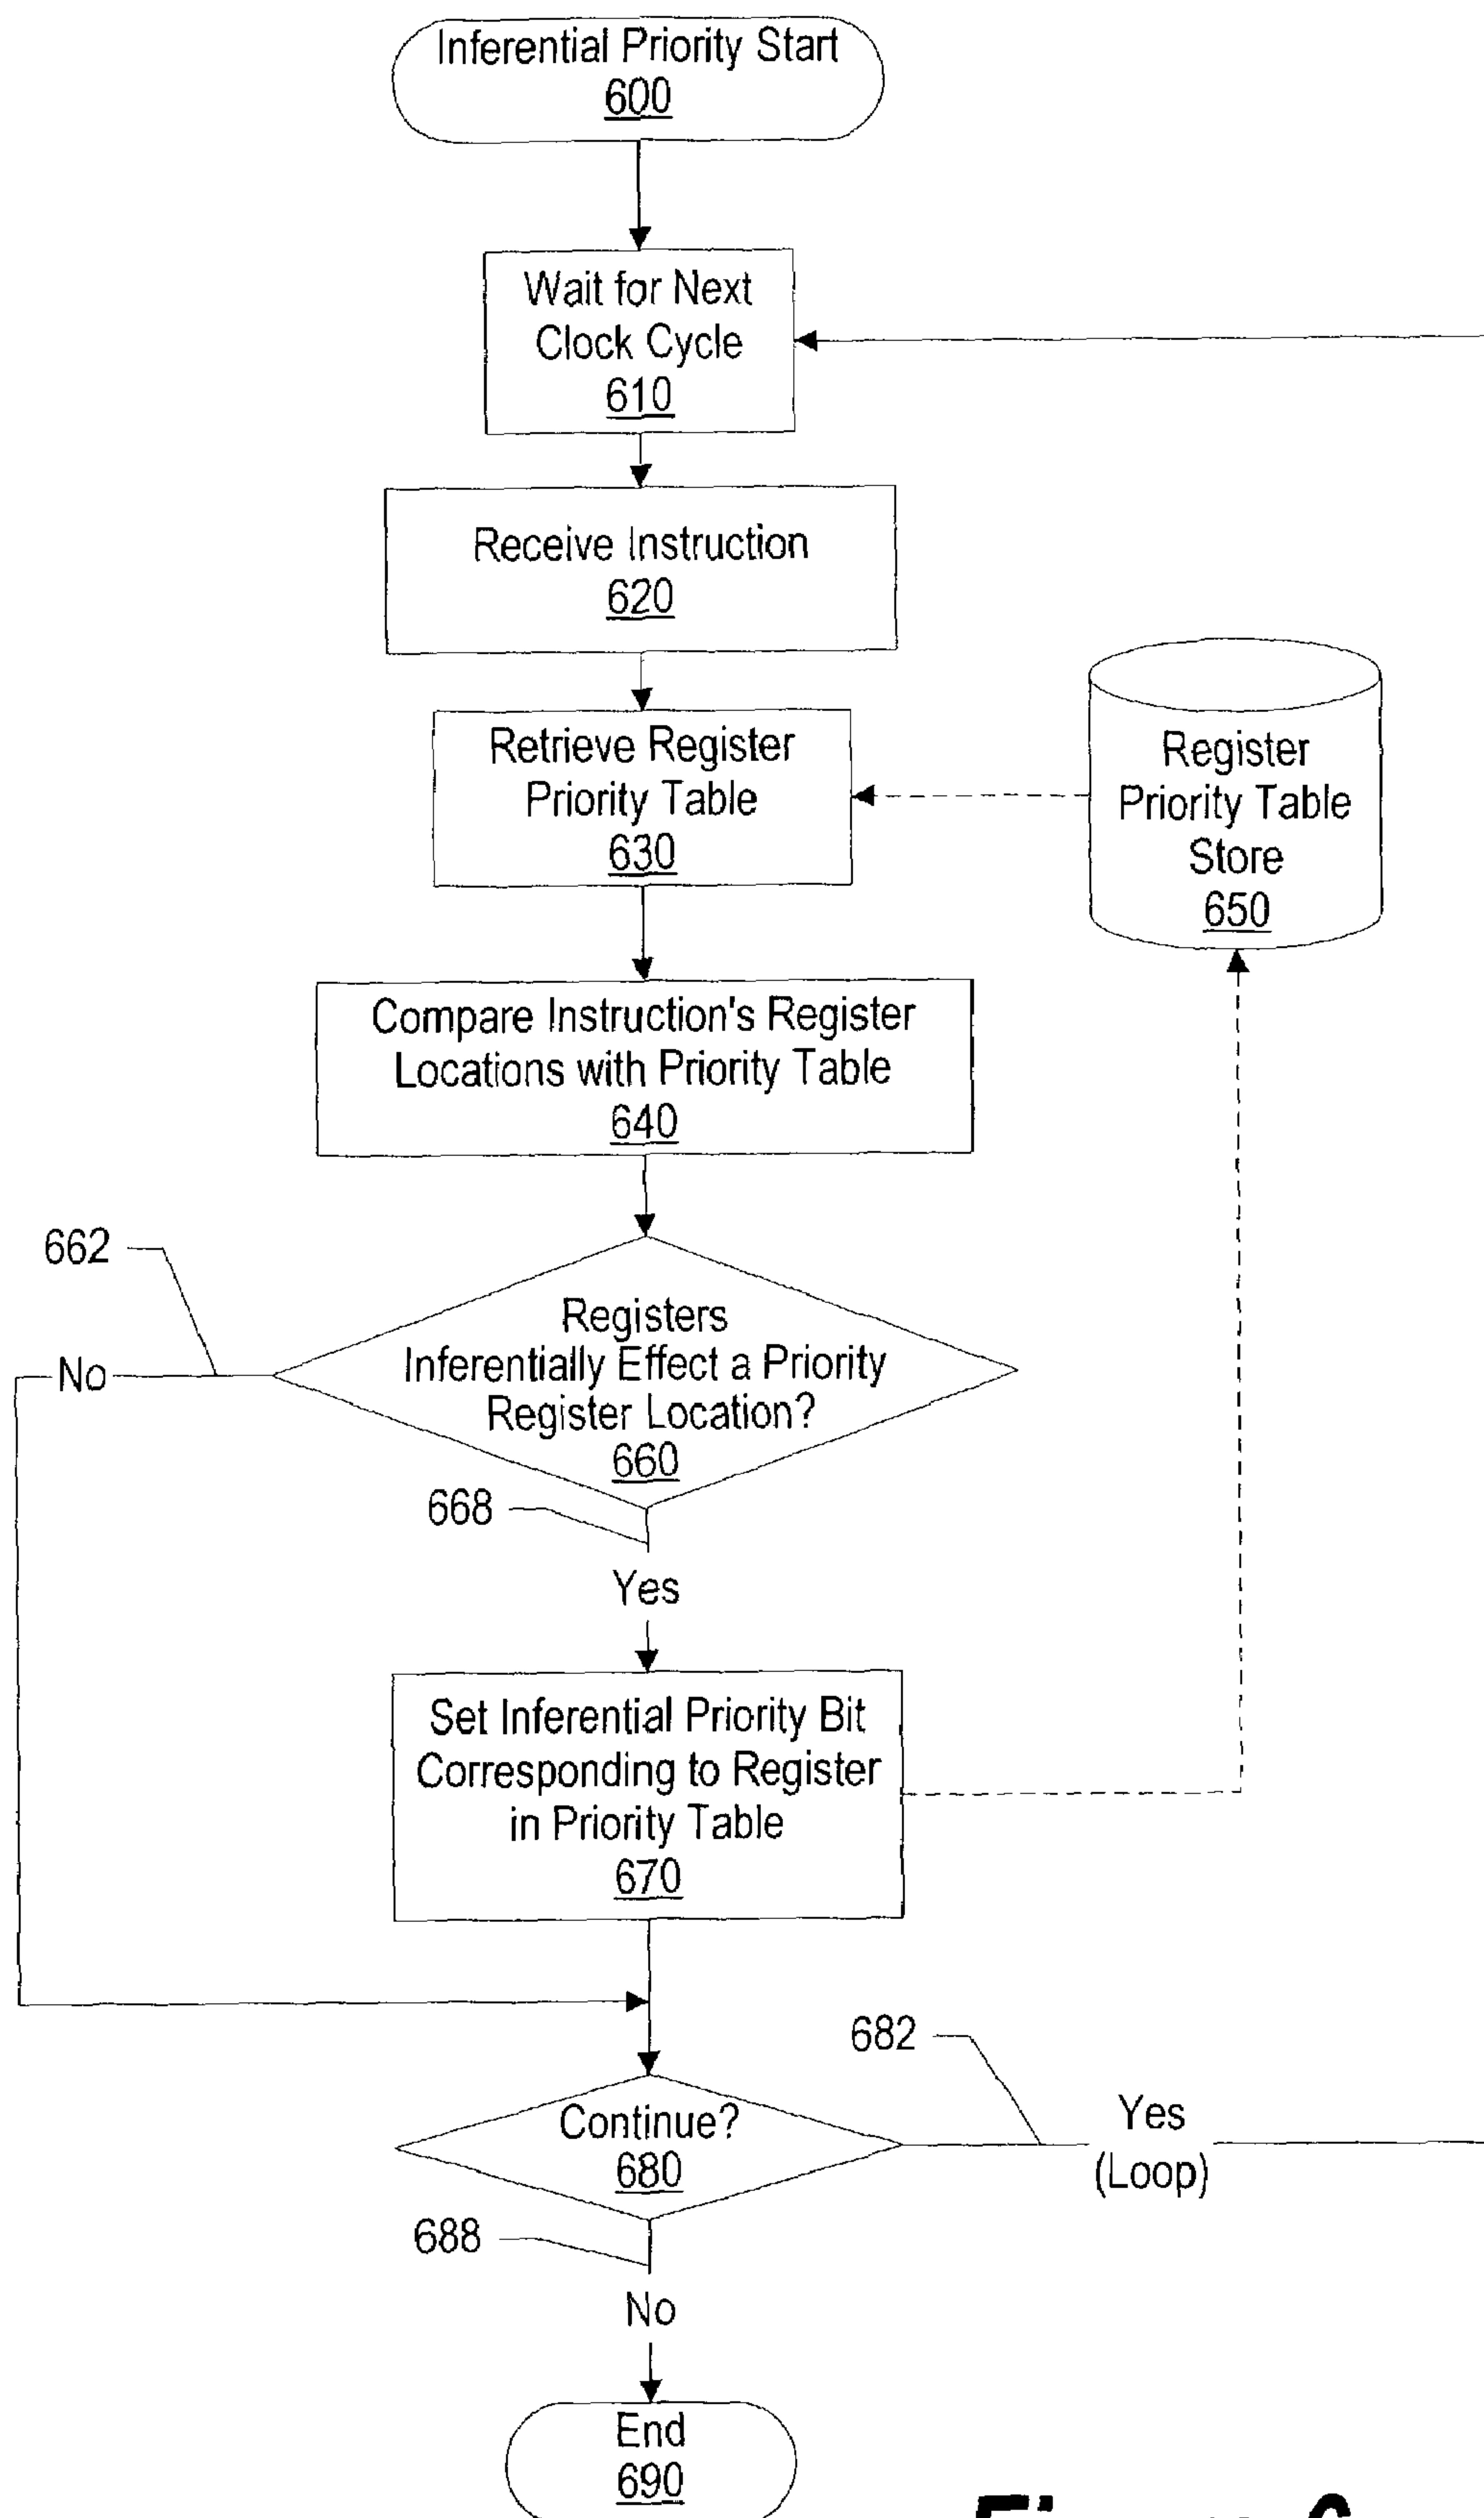 Inferential Priority Start
600
Wait for Next
Clock Cycle
610
Receive Instruction
620
Retrieve Register
Priority Table
630
Register
Priority Table
Store
650
Compare Instruction's Register
Locations with Priority Table
640
662
No
Registers
Inferentially Effect a Priority
Register Location?
660
668
Yes
Set Inferential Priority Bit
Corresponding to Register
in Priority Table
670
682
Continue?
680
Yes
(Loop)
688
No
End
690